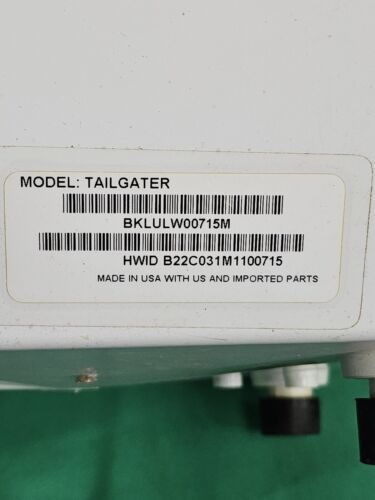 MODEL: TAILGATER
BKLULW00715M
HWID B22C031M1100715
MADE IN USA WITH US AND IMPORTED PARTS